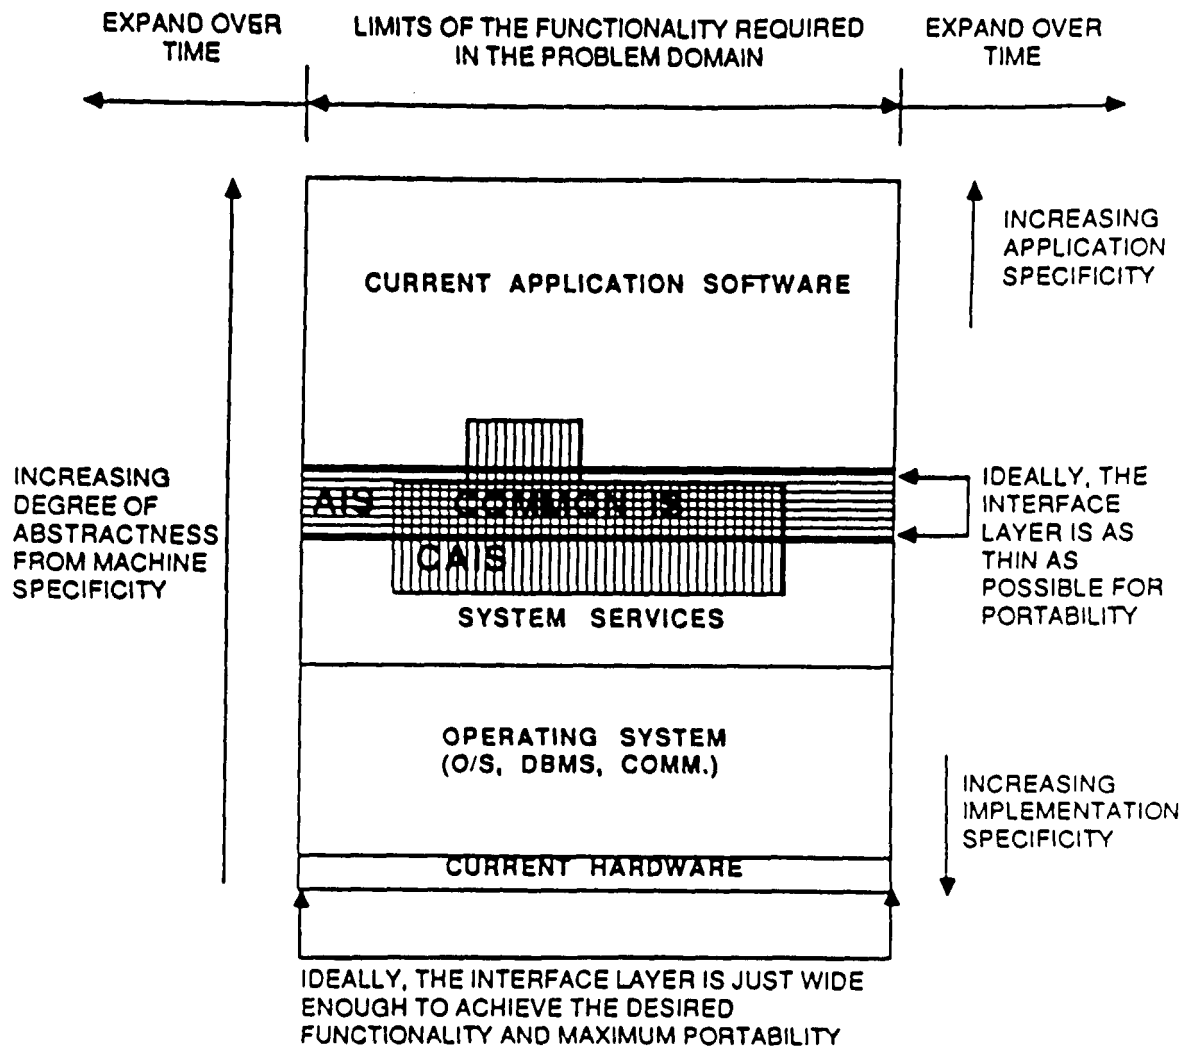 EXPAND OVER
TIME
LIMITS OF THE FUNCTIONALITY REQUIRED
IN THE PROBLEM DOMAIN
EXPAND OVER
TIME
INCREASING
APPLICATION
SPECIFICITY
CURRENT APPLICATION SOFTWARE
INCREASING
DEGREE OF
ABSTRACTNESS
FROM MACHINE
SPECIFICITY
AIS COMMON IS
CAIS
SYSTEM SERVICES
IDEALLY, THE
INTERFACE
LAYER IS AS
THIN AS
POSSIBLE FOR
PORTABILITY
OPERATING SYSTEM
(O/S, DBMS, COMM.)
INCREASING
IMPLEMENTATION
SPECIFICITY
CURRENT HARDWARE
IDEALLY, THE INTERFACE LAYER IS JUST WIDE
ENOUGH TO ACHIEVE THE DESIRED
FUNCTIONALITY AND MAXIMUM PORTABILITY